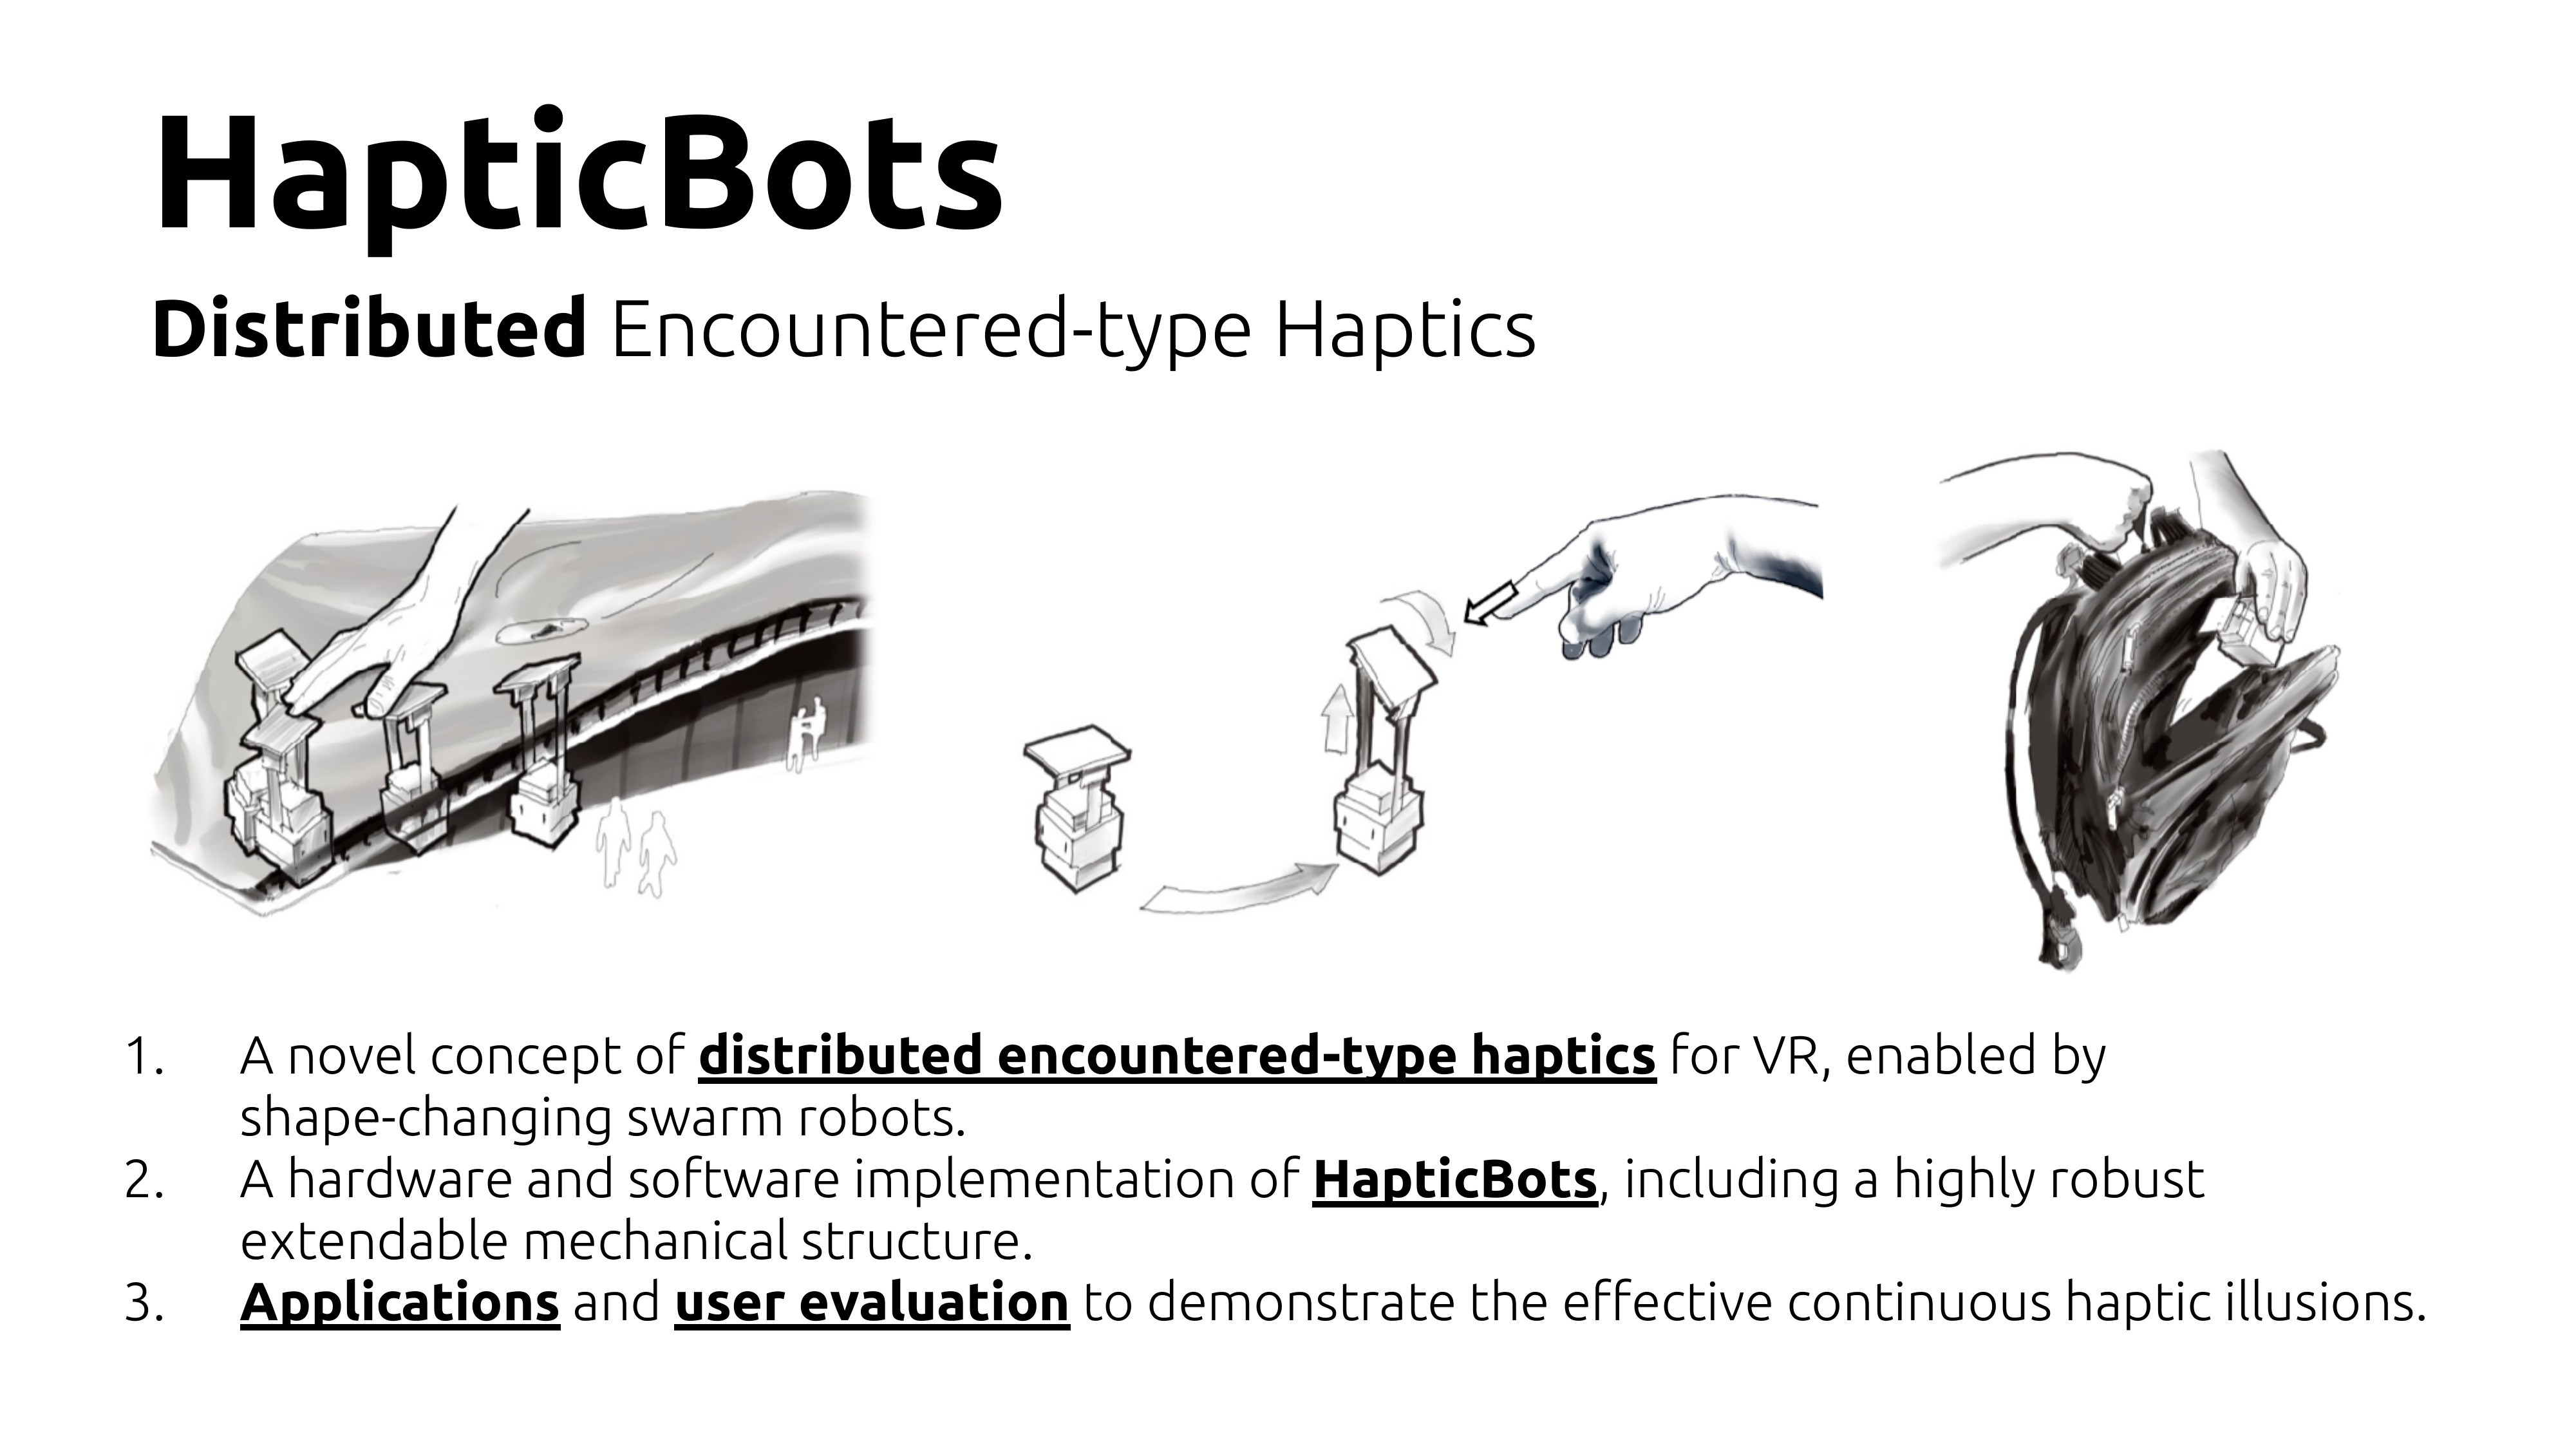 HapticBots
Distributed Encountered-type Haptics
1. A novel concept of distributed encountered-type haptics for VR, enabled by
shape-changing swarm robots.
2. A hardware and software implementation of HapticBots, including a highly robust
extendable mechanical structure.
3. Applications and user evaluation to demonstrate the effective continuous haptic illusions.